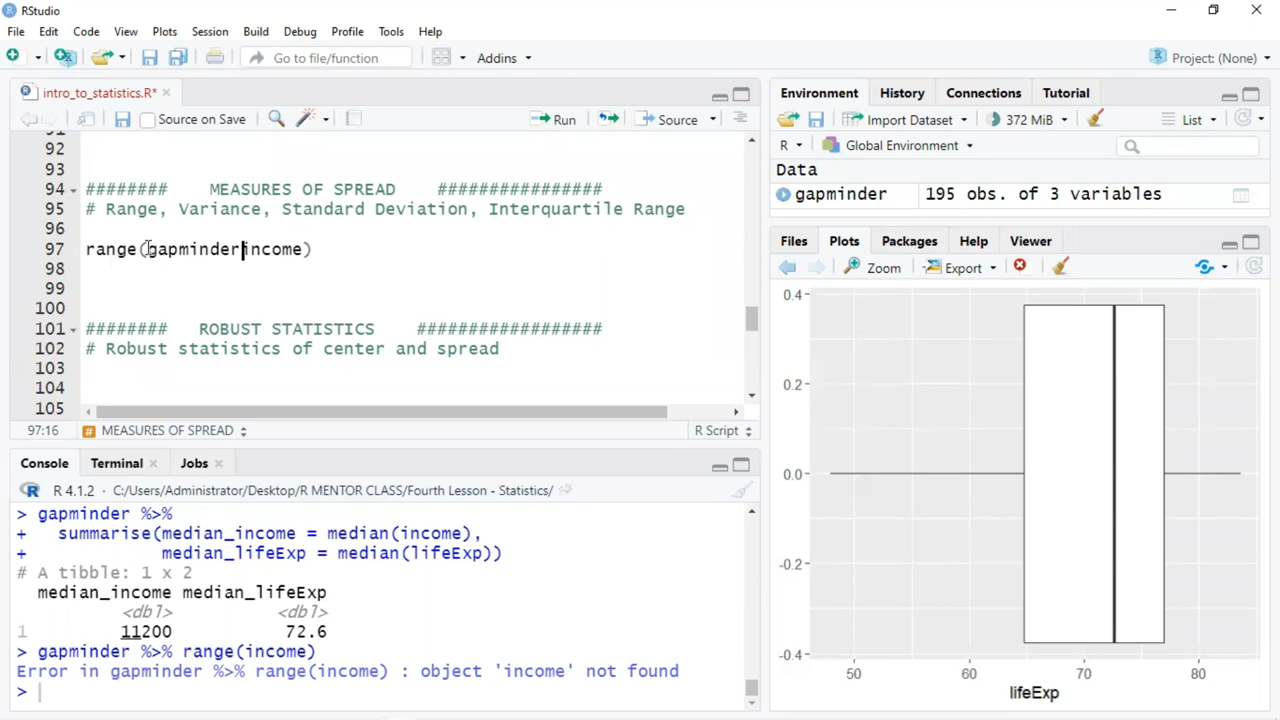 RStudio
File Edit Code View Plots Session Build Debug Profile Tools Help
Go to file/function Addins Project: (None)
intro_to_statistics.R*
Source on Save Run Source
91
92
93
94 ######## MEASURES OF SPREAD ################
95 # Range, Variance, Standard Deviation, Interquartile Range
96
97 range(gapminderincome)
98
99
100
101 ######## ROBUST STATISTICS ##################
102 # Robust statistics of center and spread
103
104
105
97:16 MEASURES OF SPREAD R Script
Console Terminal Jobs
R 4.1.2 · C:/Users/Administrator/Desktop/R MENTOR CLASS/Fourth Lesson - Statistics/
> gapminder %>%
+ summarise(median_income = median(income),
+ median_lifeExp = median(lifeExp))
# A tibble: 1 x 2
median_income median_lifeExp
<dbl> <dbl>
1 11200 72.6
> gapminder %>% range(income)
Error in gapminder %>% range(income) : object 'income' not found
>
Environment History Connections Tutorial
Import Dataset 372 MiB List
R Global Environment
Data
gapminder 195 obs. of 3 variables
Files Plots Packages Help Viewer
Zoom Export
0.4
0.2
0.0
-0.2
-0.4
50 60 70 80
lifeExp